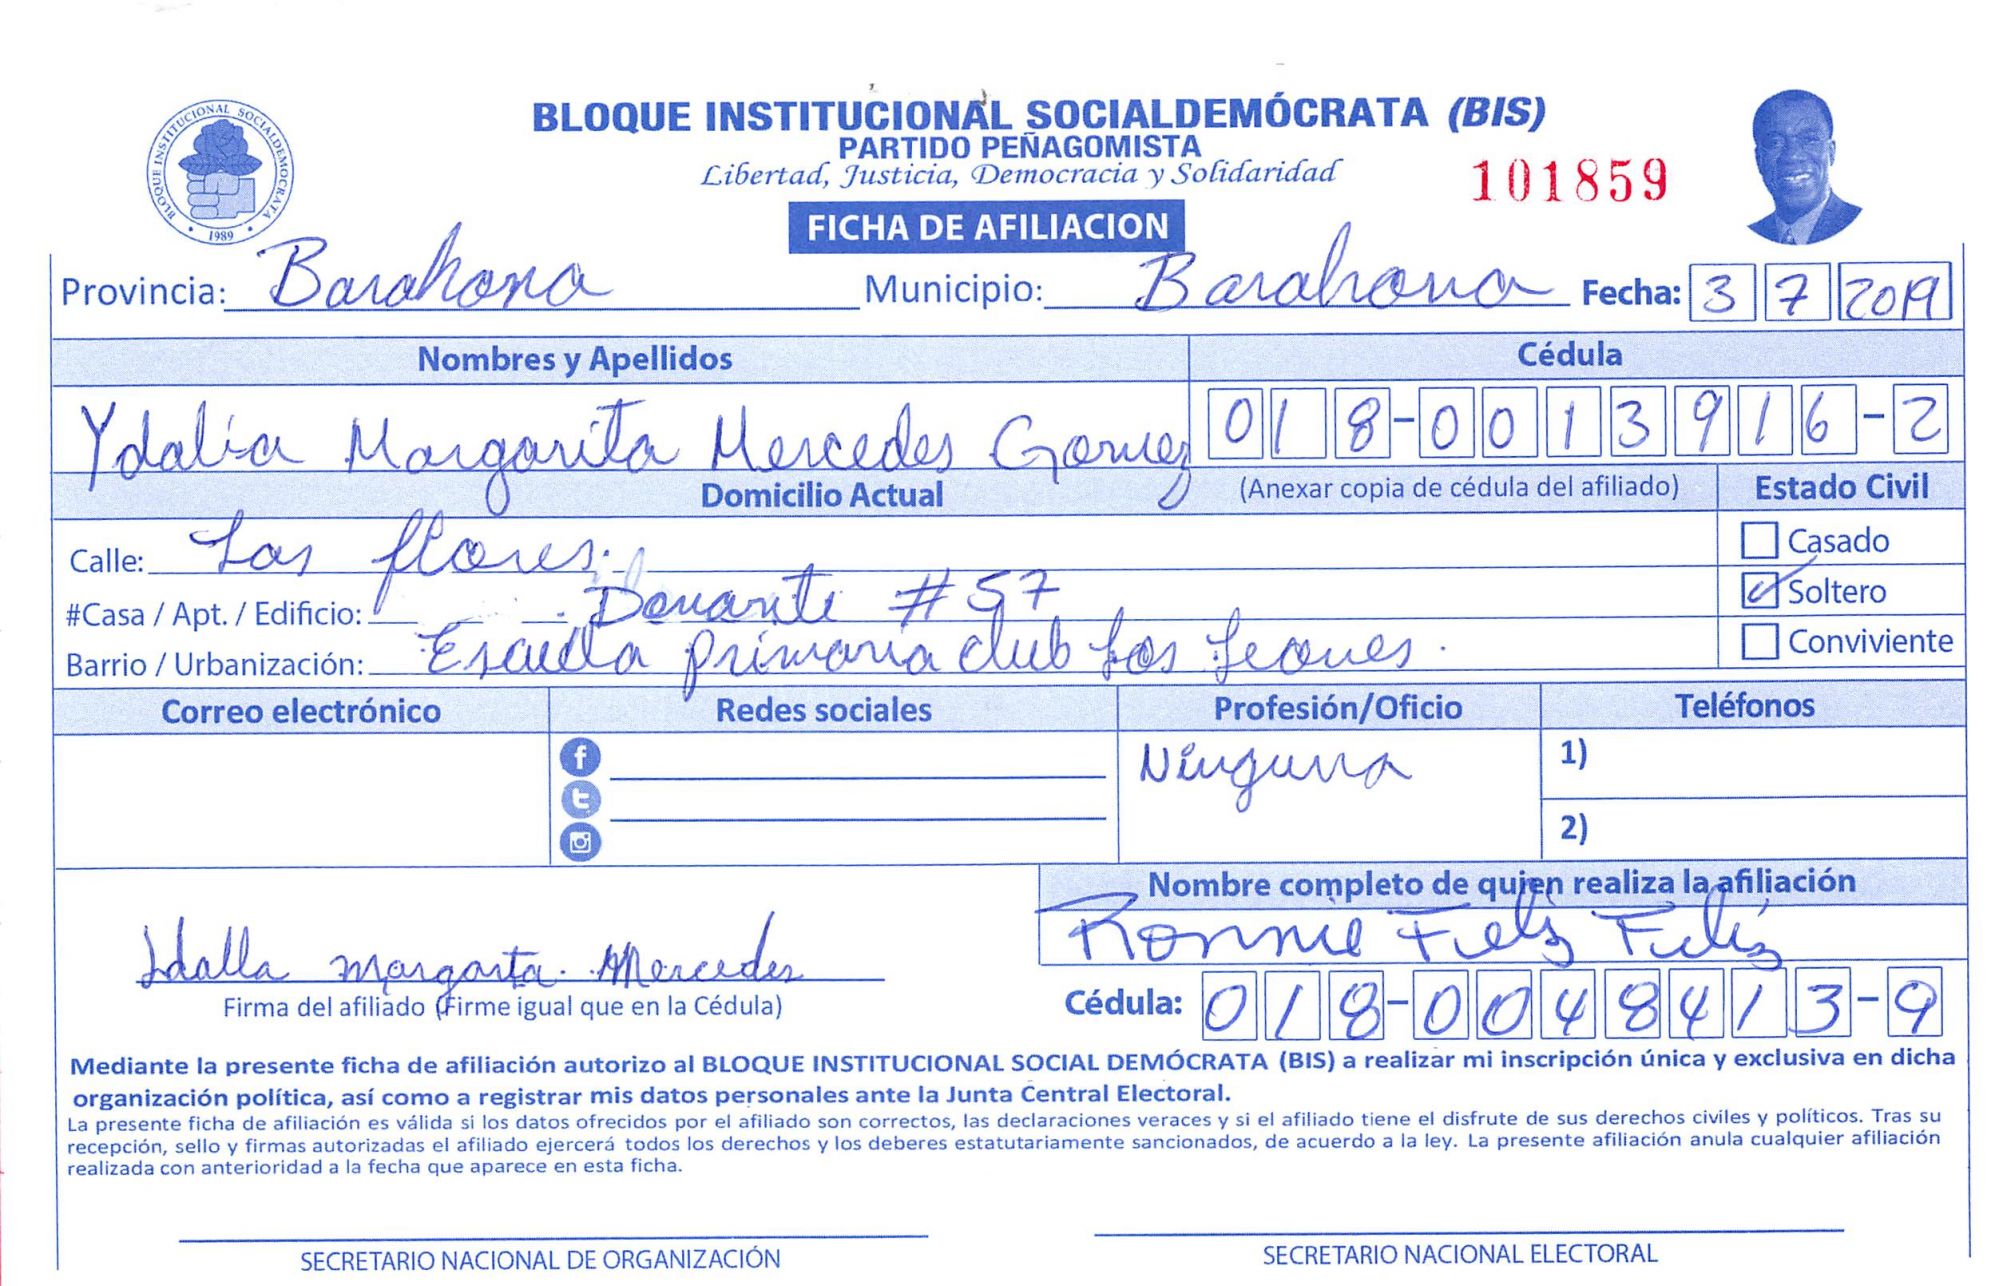 BLOQUE INSTITUCIONAL SOCIALDEMÓCRATA (BIS)
PARTIDO PEÑAGOMISTA
Libertad, Justicia, Democracia y Solidaridad
101859
BLOQUE INSTITUCIONAL SOCIALDEMOCRATA
1989
FICHA DE AFILIACION
Provincia: Barahona Municipio: Barahona Fecha: 3 7 2019
Nombres y Apellidos Cédula
Ydalia Margarita Mercedes Gomez 018-0013916-2
Domicilio Actual (Anexar copia de cédula del afiliado) Estado Civil
Calle: Las flores. Casado
#Casa / Apt. / Edificio: # 57 Soltero
Barrio / Urbanización: Escuela primaria club Los Leones. Conviviente
Correo electrónico Redes sociales Profesión/Oficio Teléfonos
Ninguna 1)
2)
Nombre completo de quien realiza la afiliación
Ronnie Feliz Feliz
Idalla margarita Mercedes
Firma del afiliado (Firme igual que en la Cédula) Cédula: 018-0048413-9
Mediante la presente ficha de afiliación autorizo al BLOQUE INSTITUCIONAL SOCIAL DEMÓCRATA (BIS) a realizar mi inscripción única y exclusiva en dicha
organización política, así como a registrar mis datos personales ante la Junta Central Electoral.
La presente ficha de afiliación es válida si los datos ofrecidos por el afiliado son correctos, las declaraciones veraces y si el afiliado tiene el disfrute de sus derechos civiles y políticos. Tras su
recepción, sello y firmas autorizadas el afiliado ejercerá todos los derechos y los deberes estatutariamente sancionados, de acuerdo a la ley. La presente afiliación anula cualquier afiliación
realizada con anterioridad a la fecha que aparece en esta ficha.
SECRETARIO NACIONAL DE ORGANIZACIÓN SECRETARIO NACIONAL ELECTORAL